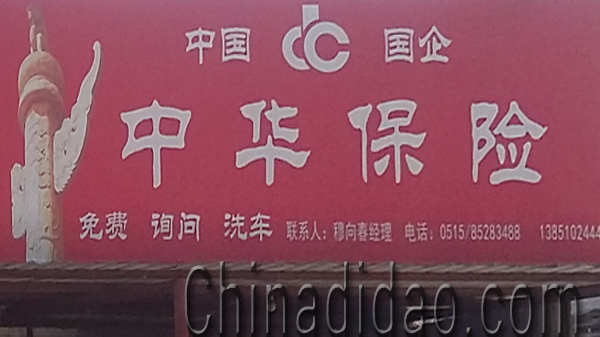 中国 国企
中华保险
免费 询问 洗车 联系人：穆向春经理 电话：0515/85283488 1385102444
Chinadidao.com